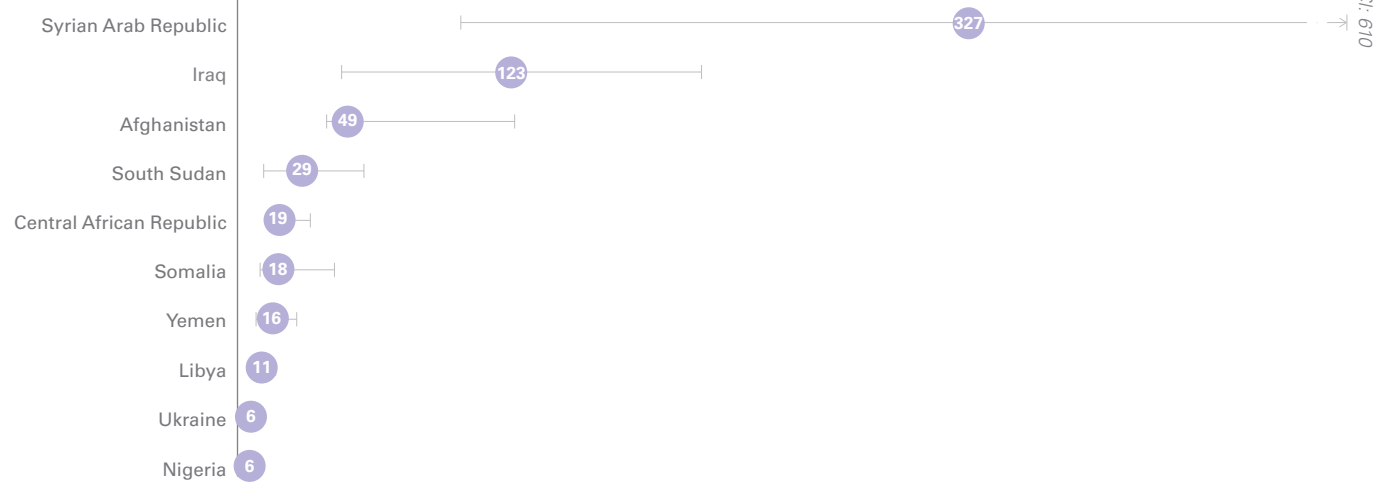 Syrian Arab Republic 327
CI: 610
Iraq 123
Afghanistan 49
South Sudan 29
Central African Republic 19
Somalia 18
Yemen 16
Libya 11
Ukraine 6
Nigeria 6